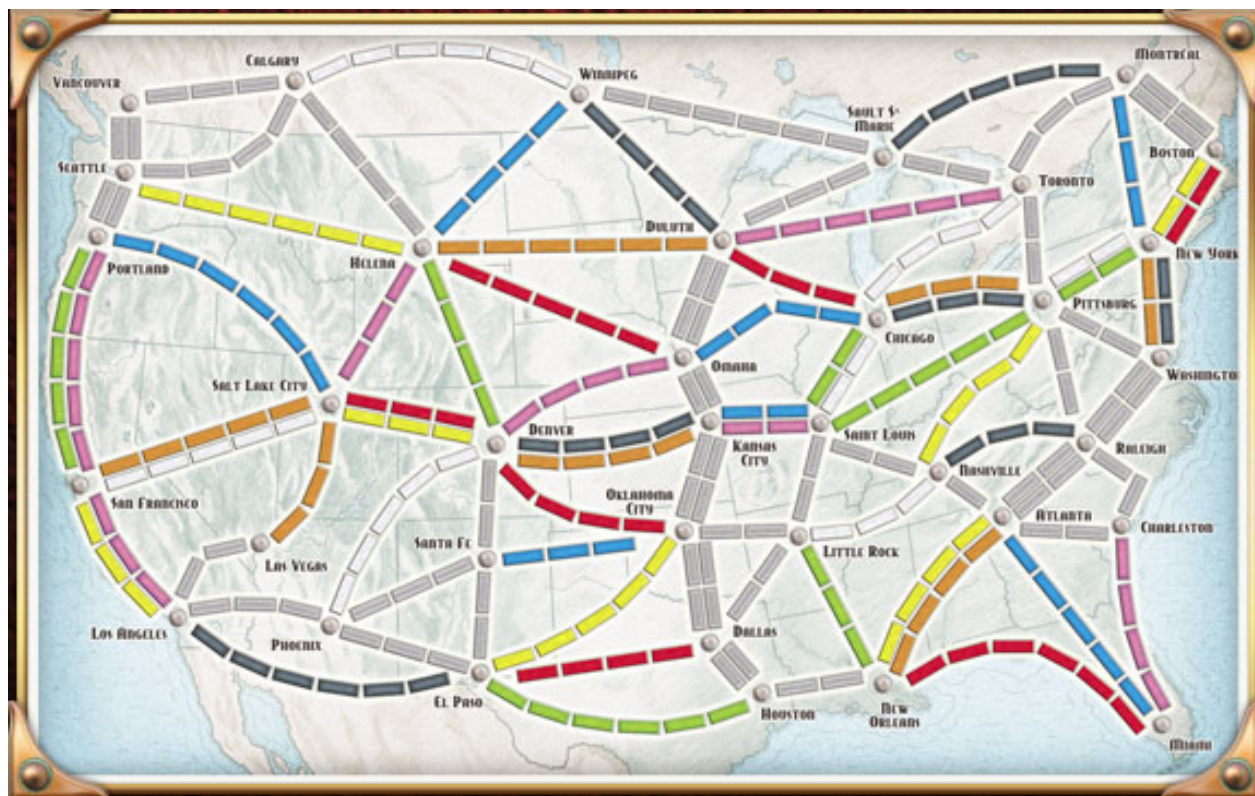 CALGARY
WINNIPEG
MONTRÉAL
VANCOUVER
SAULT ST
MARIE
SEATTLE
BOSTON
TORONTO
DULUTH
HELENA
PORTLAND
NEW YORK
PITTSBURG
CHICAGO
OMAHA
WASHINGTON
SALT LAKE CITY
DENVER
KANSAS
CITY
SAINT LOUIS
RALEIGH
NASHVILLE
SAN FRANCISCO
OKLAHOMA
CITY
ATLANTA
CHARLESTON
SANTA FE
LITTLE ROCK
LAS VEGAS
LOS ANGELES
PHOENIX
DALLAS
EL PASO
HOUSTON
NEW
ORLEANS
MIAMI